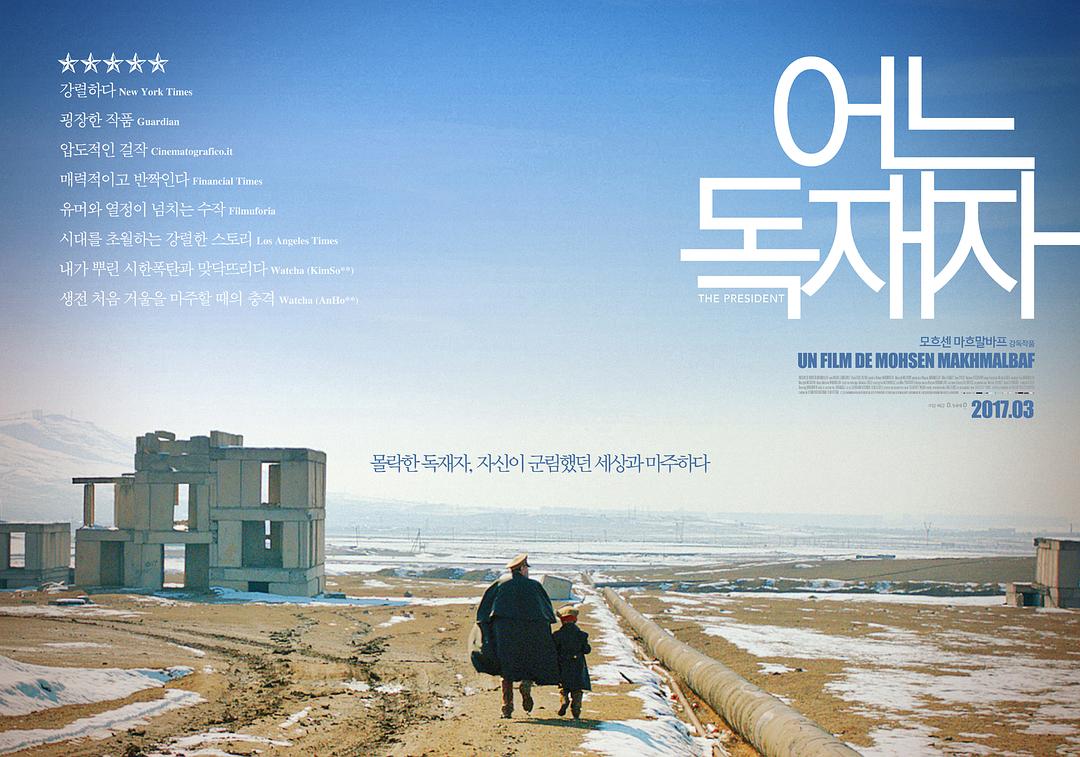 강렬하다 New York Times
굉장한 작품 Guardian
압도적인 걸작 Cinematografico.it
매력적이고 반짝인다 Financial Times
유머와 열정이 넘치는 수작 Filmuforia
시대를 초월하는 강렬한 스토리 Los Angeles Times
내가 뿌린 시한폭탄과 맞닥뜨리다 Watcha (KimSo**)
생전 처음 거울을 마주할 때의 충격 Watcha (AnHo**)
어느
독재자
THE PRESIDENT
모흐센 마흐말바프 감독작품
UN FILM DE MOHSEN MAKHMALBAF
2017.03
몰락한 독재자, 자신이 군림했던 세상과 마주하다